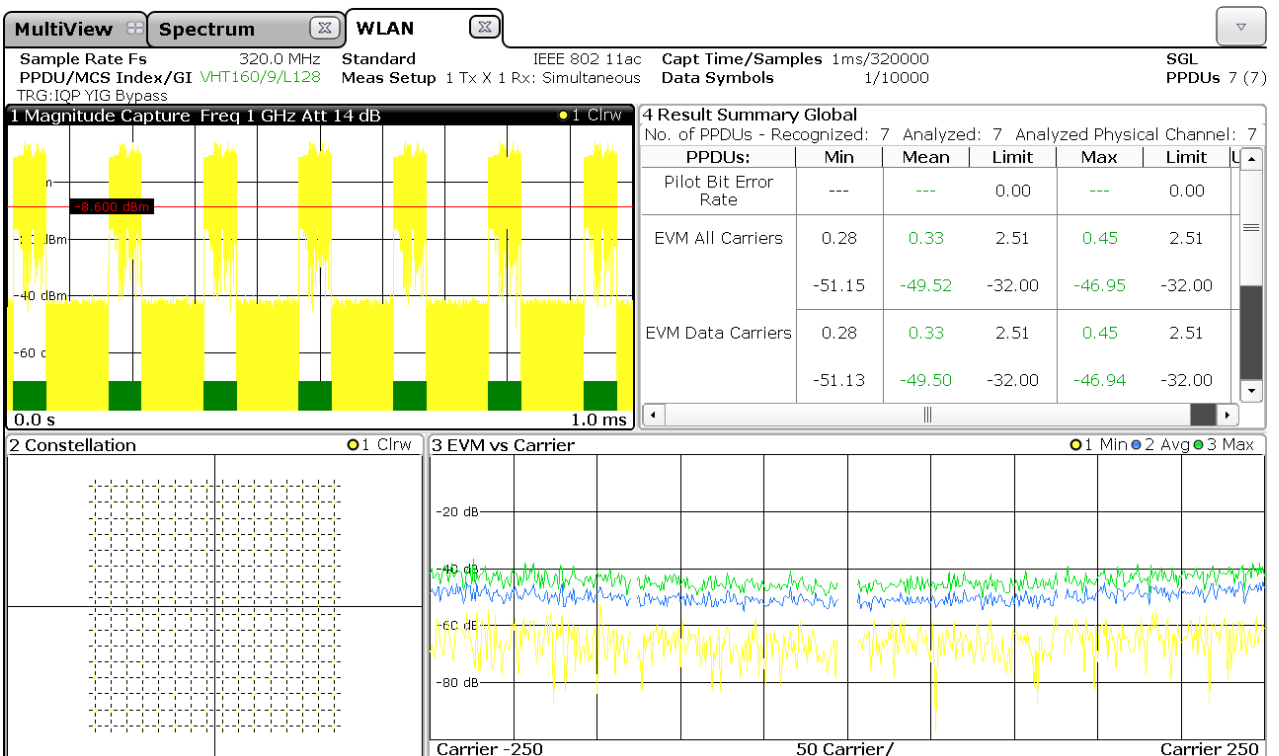 MultiView Spectrum WLAN
Sample Rate Fs 320.0 MHz Standard IEEE 802 11ac Capt Time/Samples 1ms/320000 SGL
PPDU/MCS Index/GI VHT160/9/L128 Meas Setup 1 Tx X 1 Rx: Simultaneous Data Symbols 1/10000 PPDUs 7 (7)
TRG:IQP YIG Bypass
1 Magnitude Capture Freq 1 GHz Att 14 dB 1 Clrw
-8.600 dBm
-40 dBm
0.0 s 1.0 ms
4 Result Summary Global
No. of PPDUs - Recognized: 7 Analyzed: 7 Analyzed Physical Channel: 7
PPDUs: Min Mean Limit Max Limit
Pilot Bit Error Rate --- --- 0.00 --- 0.00
EVM All Carriers 0.28 0.33 2.51 0.45 2.51
-51.15 -49.52 -32.00 -46.95 -32.00
EVM Data Carriers 0.28 0.33 2.51 0.45 2.51
-51.13 -49.50 -32.00 -46.94 -32.00
2 Constellation 1 Clrw
3 EVM vs Carrier 1 Min 2 Avg 3 Max
-20 dB
-40 dB
-60 dB
-80 dB
Carrier -250 50 Carrier/ Carrier 250